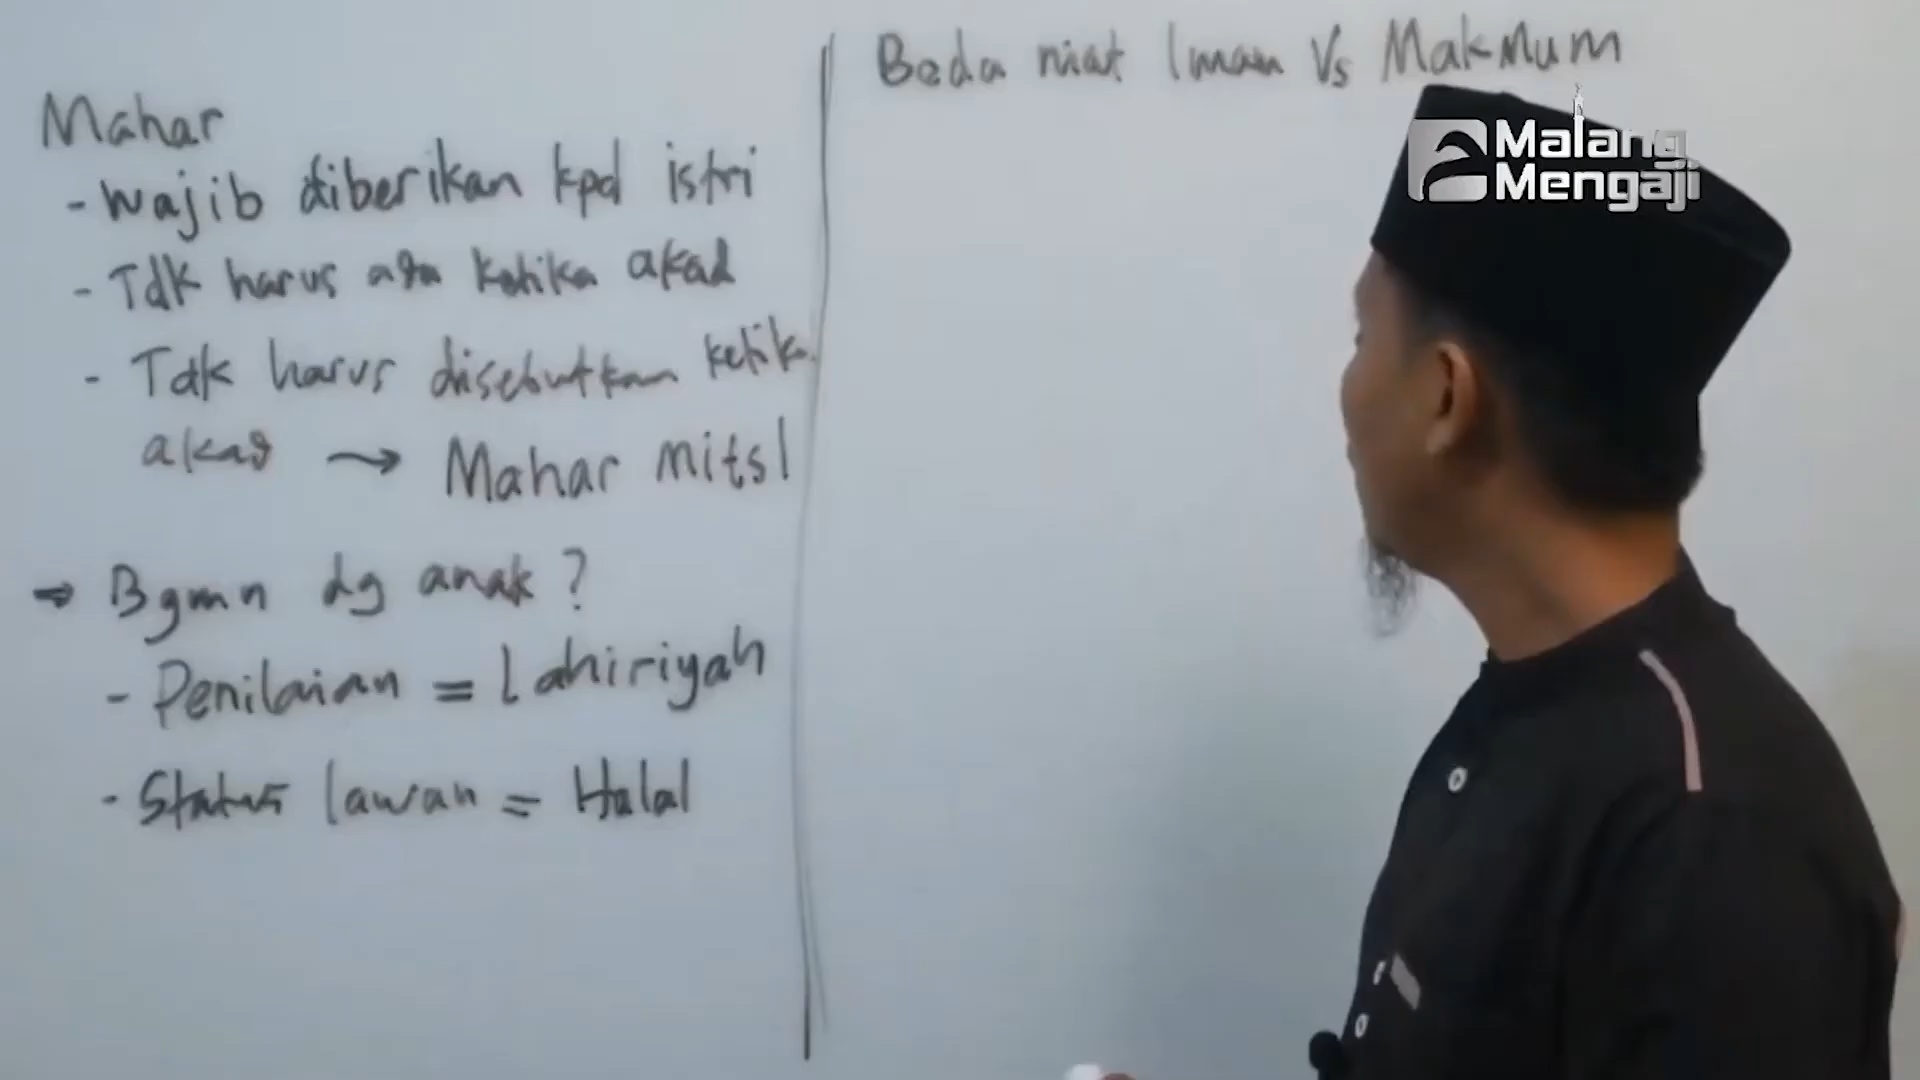 Mahar
- Wajib diberikan kpd istri
- Tdk harus ada ketika akad
- Tdk harus disebutkan ketika
akad → Mahar Mitsl
⇒ Bgmn dg anak ?
- Penilaian = Lahiriyah
- Status lawan = Halal
Beda niat Imam Vs MakMum
Malang
Mengaji